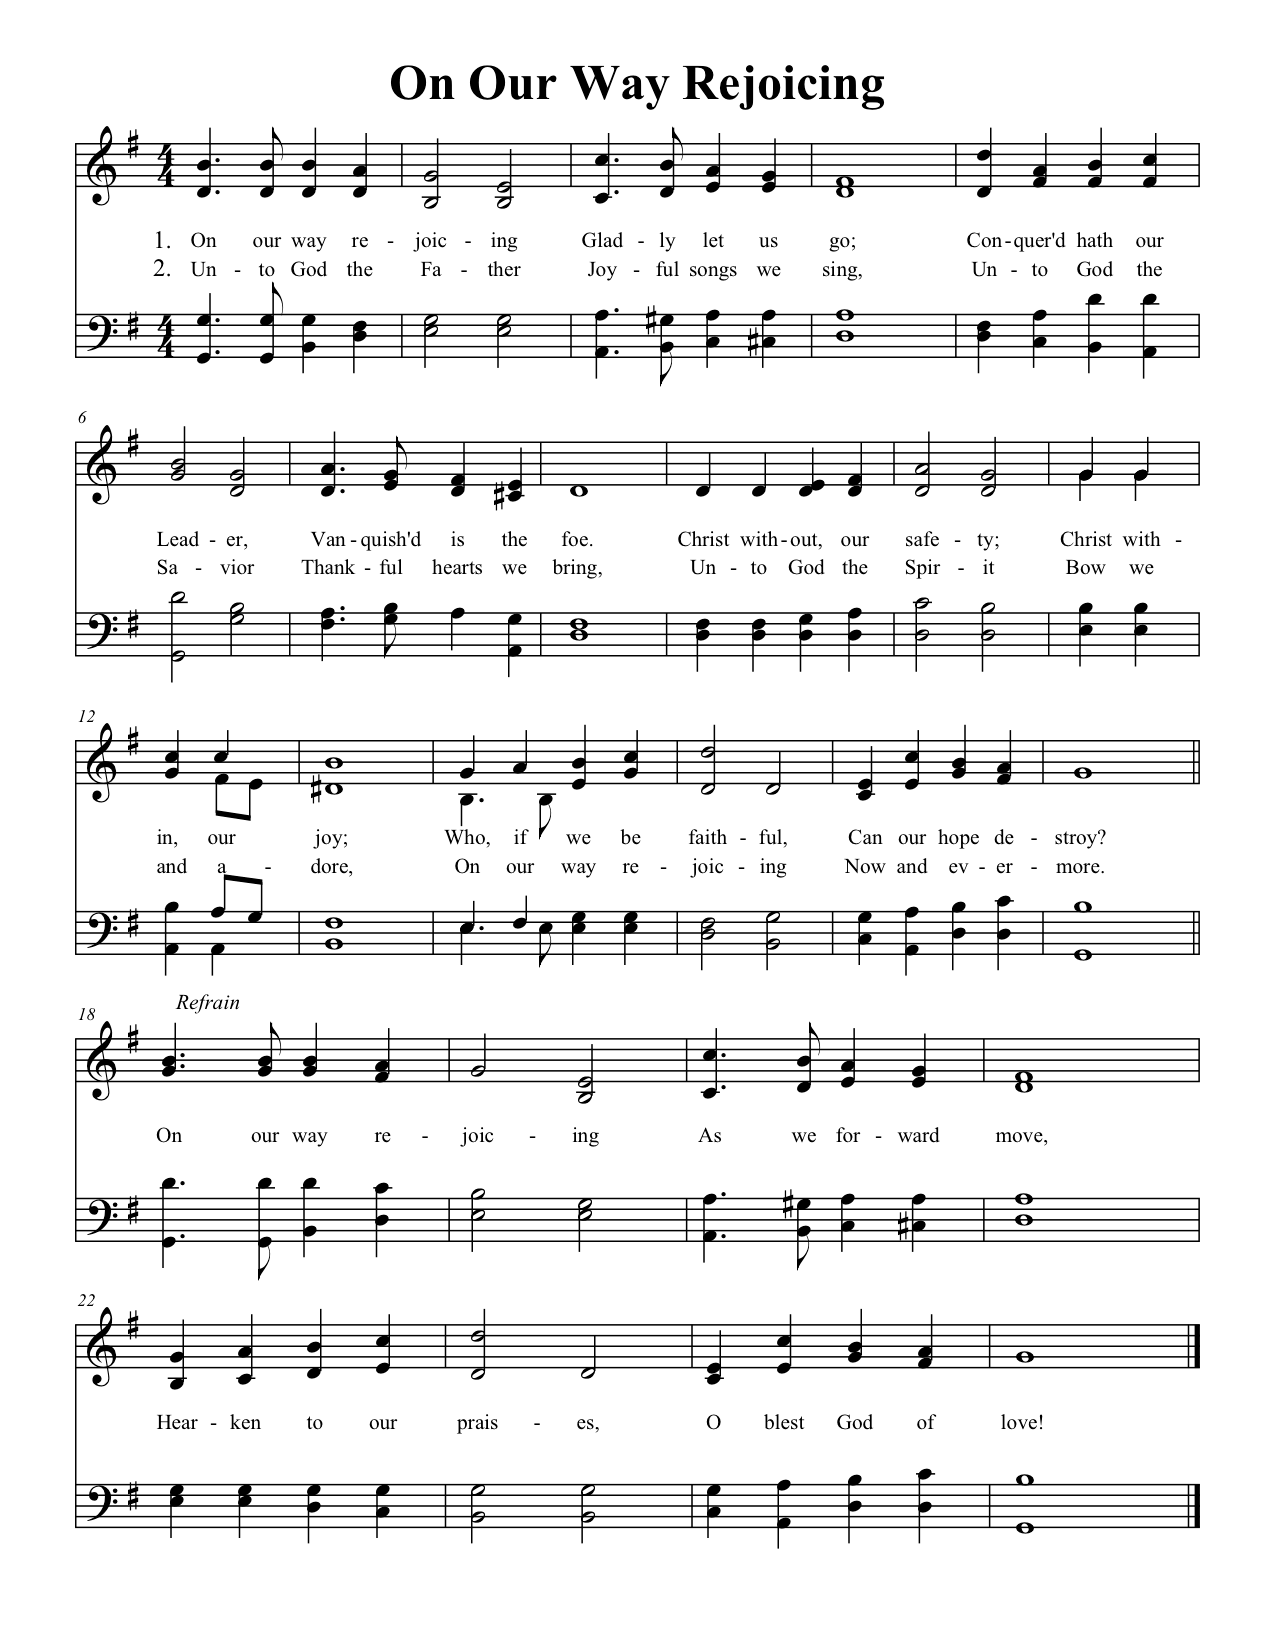 On Our Way Rejoicing
1. On our way re - joic - ing Glad - ly let us go; Con - quer'd hath our
2. Un - to God the Fa - ther Joy - ful songs we sing, Un - to God the
6
Lead - er, Van - quish'd is the foe. Christ with - out, our safe - ty; Christ with -
Sa - vior Thank - ful hearts we bring, Un - to God the Spir - it Bow we
12
in, our joy; Who, if we be faith - ful, Can our hope de - stroy?
and a - dore, On our way re - joic - ing Now and ev - er - more.
Refrain
18
On our way re - joic - ing As we for - ward move,
22
Hear - ken to our prais - es, O blest God of love!